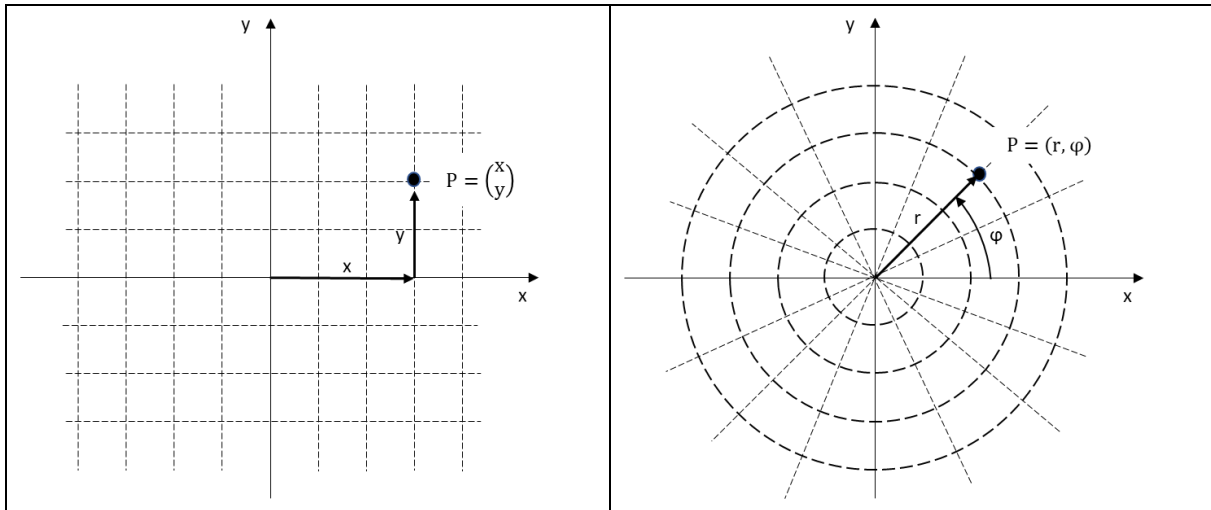 y
P = (x
y)
y
x
x
y
P = (r, φ)
r
φ
x